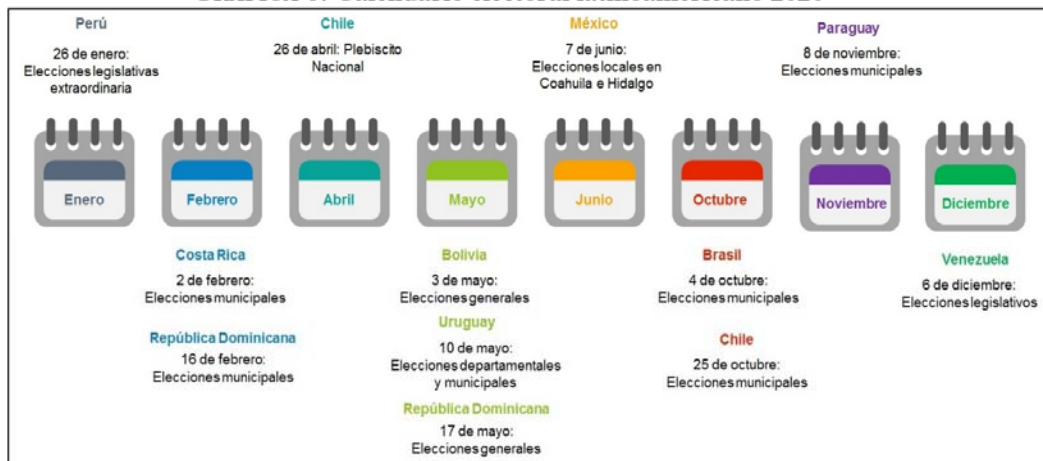 Perú
26 de enero:
Elecciones legislativas
extraordinaria
Chile
26 de abril: Plebiscito
Nacional
México
7 de junio:
Elecciones locales en
Coahuila e Hidalgo
Paraguay
8 de noviembre:
Elecciones municipales
Enero
Febrero
Abril
Mayo
Junio
Octubre
Noviembre
Diciembre
Costa Rica
2 de febrero:
Elecciones municipales
República Dominicana
16 de febrero:
Elecciones municipales
Bolivia
3 de mayo:
Elecciones generales
Uruguay
10 de mayo:
Elecciones departamentales
y municipales
República Dominicana
17 de mayo:
Elecciones generales
Brasil
4 de octubre:
Elecciones municipales
Chile
25 de octubre:
Elecciones municipales
Venezuela
6 de diciembre:
Elecciones legislativos